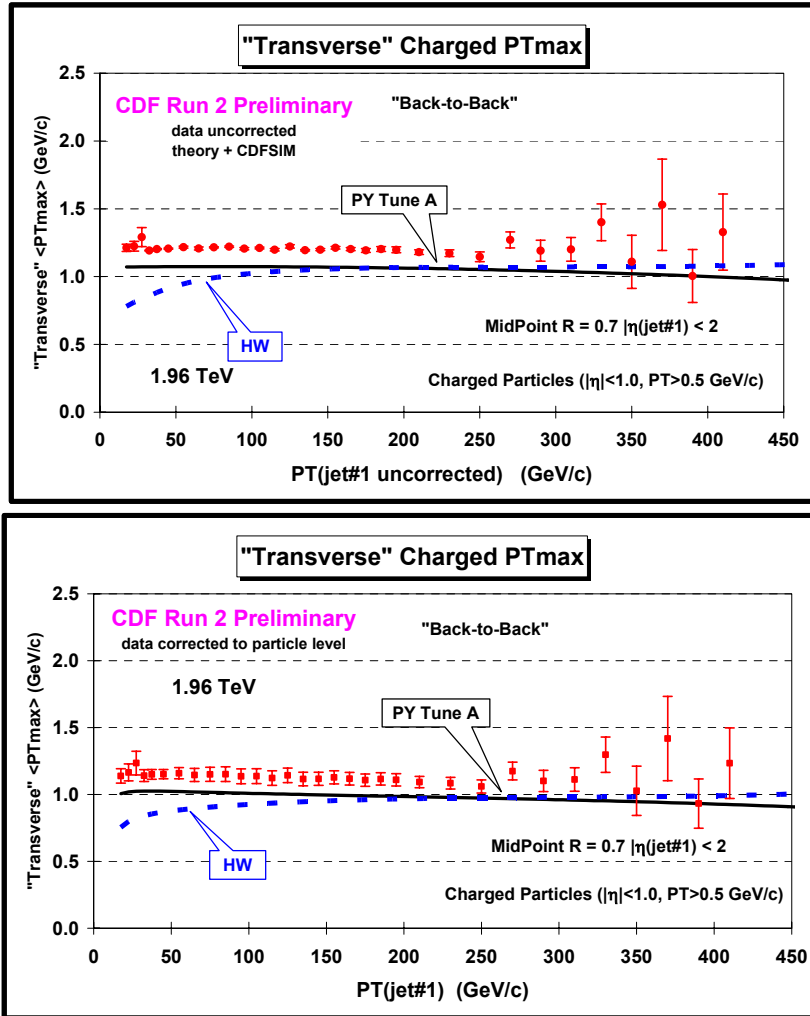 "Transverse" Charged PTmax
2.5
2.0
1.5
1.0
0.5
0.0
"Transverse" <PTmax> (GeV/c)
CDF Run 2 Preliminary
data uncorrected
theory + CDFSIM
"Back-to-Back"
PY Tune A
HW
MidPoint R = 0.7 |η(jet#1) < 2
1.96 TeV
Charged Particles (|η|<1.0, PT>0.5 GeV/c)
0 50 100 150 200 250 300 350 400 450
PT(jet#1 uncorrected) (GeV/c)
"Transverse" Charged PTmax
2.5
2.0
1.5
1.0
0.5
0.0
"Transverse" <PTmax> (GeV/c)
CDF Run 2 Preliminary
data corrected to particle level
"Back-to-Back"
1.96 TeV
PY Tune A
HW
MidPoint R = 0.7 |η(jet#1) < 2
Charged Particles (|η|<1.0, PT>0.5 GeV/c)
0 50 100 150 200 250 300 350 400 450
PT(jet#1) (GeV/c)